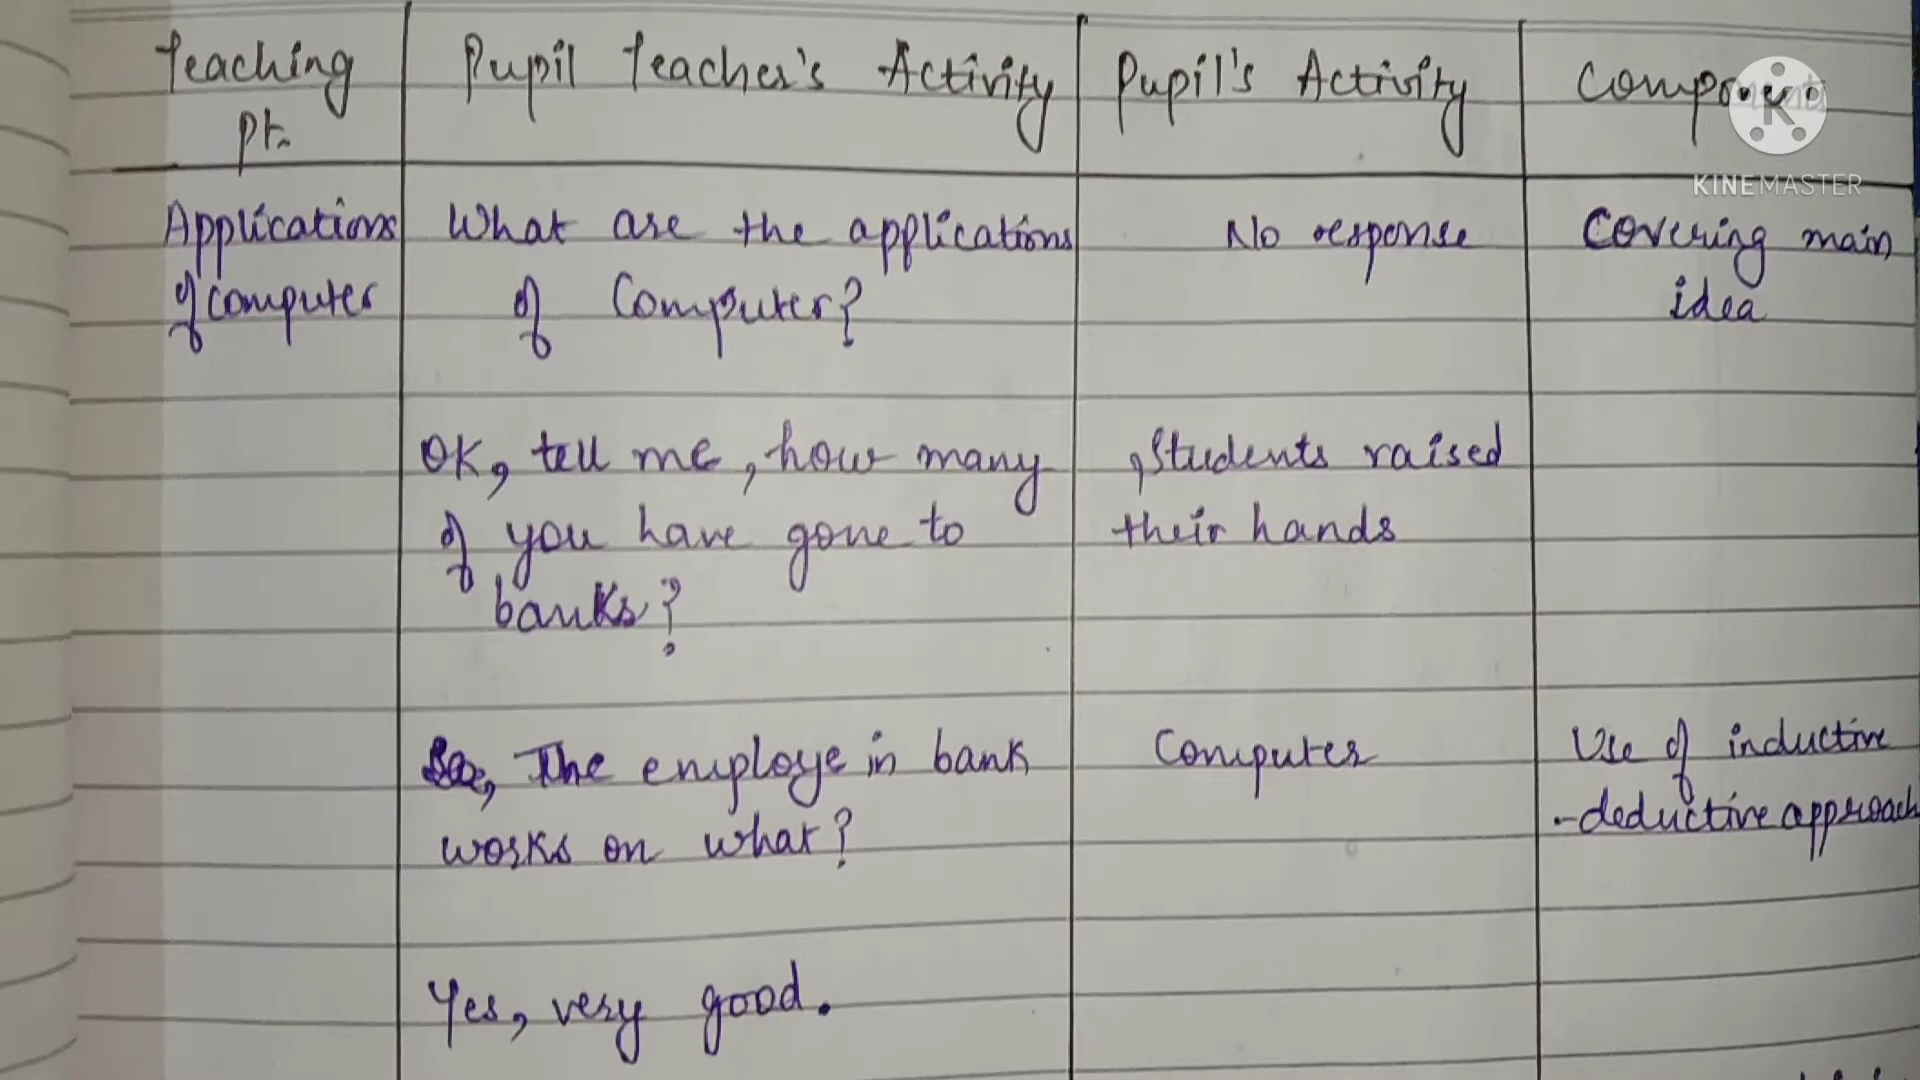 Teaching Pt.
Pupil Teacher's Activity
Pupil's Activity
Applications of computer
What are the applications
of Computer?
No response
Covering main
idea
OK, tell me, how many
of you have gone to
banks?
Students raised
their hands
The employe in bank
works on what?
Computer
Use of inductive
-deductive approach
Yes, very good.
KINEMASTER